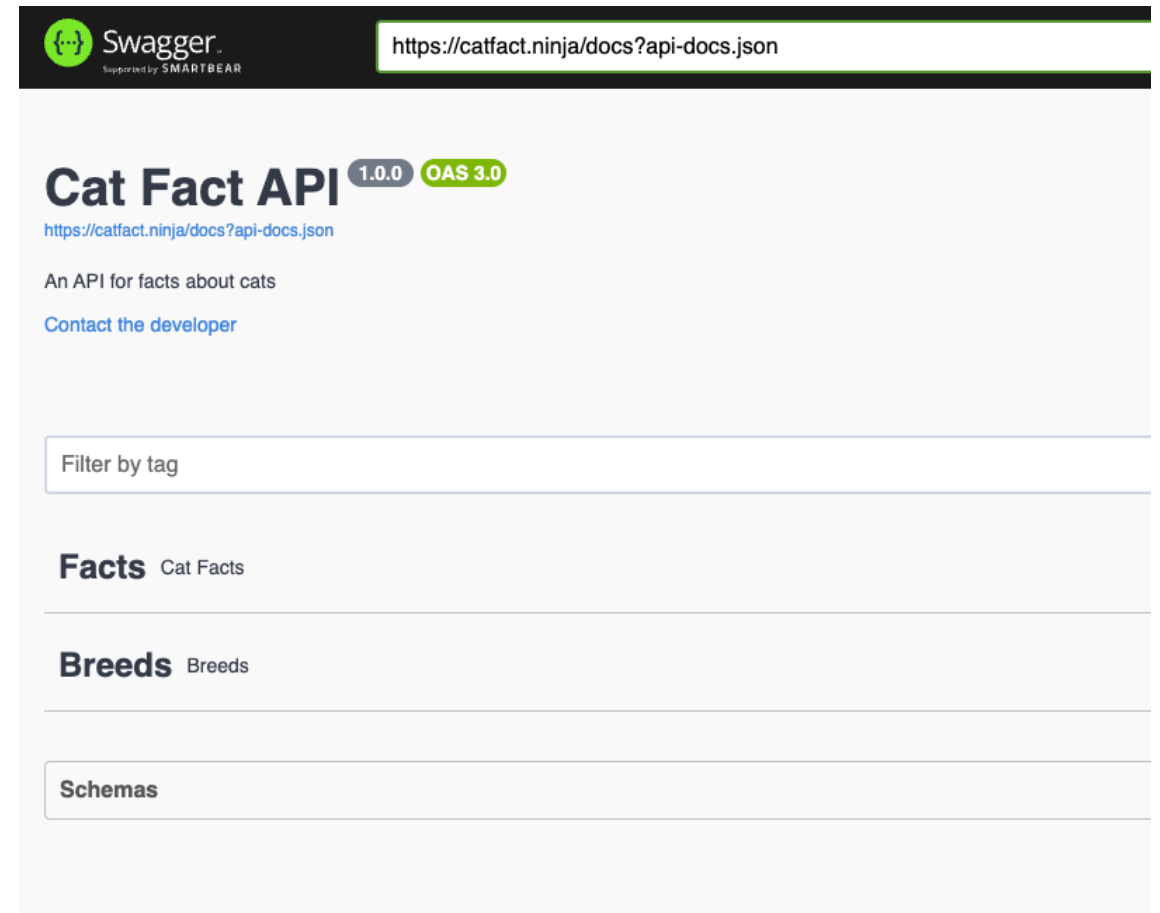 {···} Swagger.
Supported by SMARTBEAR
https://catfact.ninja/docs?api-docs.json
Cat Fact API 1.0.0 OAS 3.0
https://catfact.ninja/docs?api-docs.json
An API for facts about cats
Contact the developer
Filter by tag
Facts Cat Facts
Breeds Breeds
Schemas